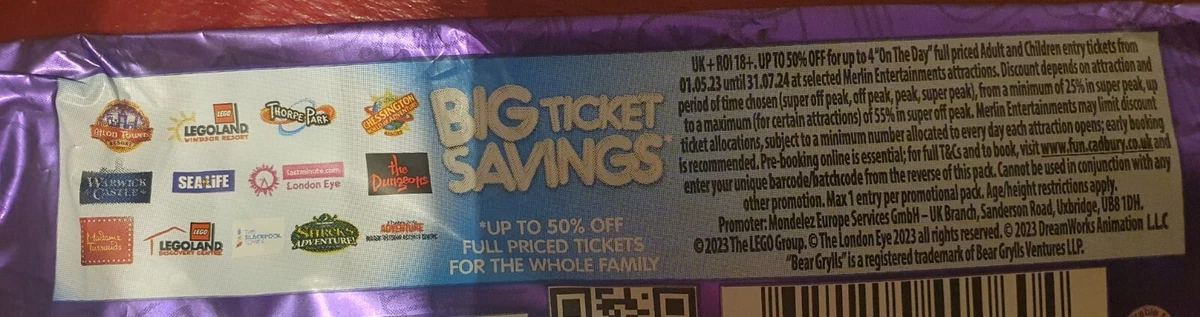 Alton Towers
RESORT
LEGOLAND
WINDSOR RESORT
THORPE PARK
CHESSINGTON
WARWICK
CASTLE
SEA LIFE
lastminute.com
London Eye
the
Dungeons
Madame
Tussauds
LEGO
LEGOLAND
DISCOVERY CENTRE
THE
BLACKPOOL
TOWER
SHREK'S
ADVENTURE!
ADVENTURE
BIG TICKET
SAVINGS*
*UP TO 50% OFF
FULL PRICED TICKETS
FOR THE WHOLE FAMILY
UK + ROI 18+. UP TO 50% OFF for up to 4 "On The Day" full priced Adult and Children entry tickets from
01.05.23 until 31.07.24 at selected Merlin Entertainments attractions. Discount depends on attraction and
period of time chosen (super off peak, off peak, peak, super peak), from a minimum of 25% in super peak, up
to a maximum (for certain attractions) of 55% in super off peak. Merlin Entertainments may limit discount
ticket allocations, subject to a minimum number allocated to every day each attraction opens; early booking
is recommended. Pre-booking online is essential; for full T&Cs and to book, visit www.fun.cadbury.co.uk and
enter your unique barcode/batchcode from the reverse of this pack. Cannot be used in conjunction with any
other promotion. Max 1 entry per promotional pack. Age/height restrictions apply.
Promoter: Mondelez Europe Services GmbH – UK Branch, Sanderson Road, Uxbridge, UB8 1DH.
© 2023 The LEGO Group. © The London Eye 2023 all rights reserved. © 2023 DreamWorks Animation L.L.C
"Bear Grylls" is a registered trademark of Bear Grylls Ventures LLP.